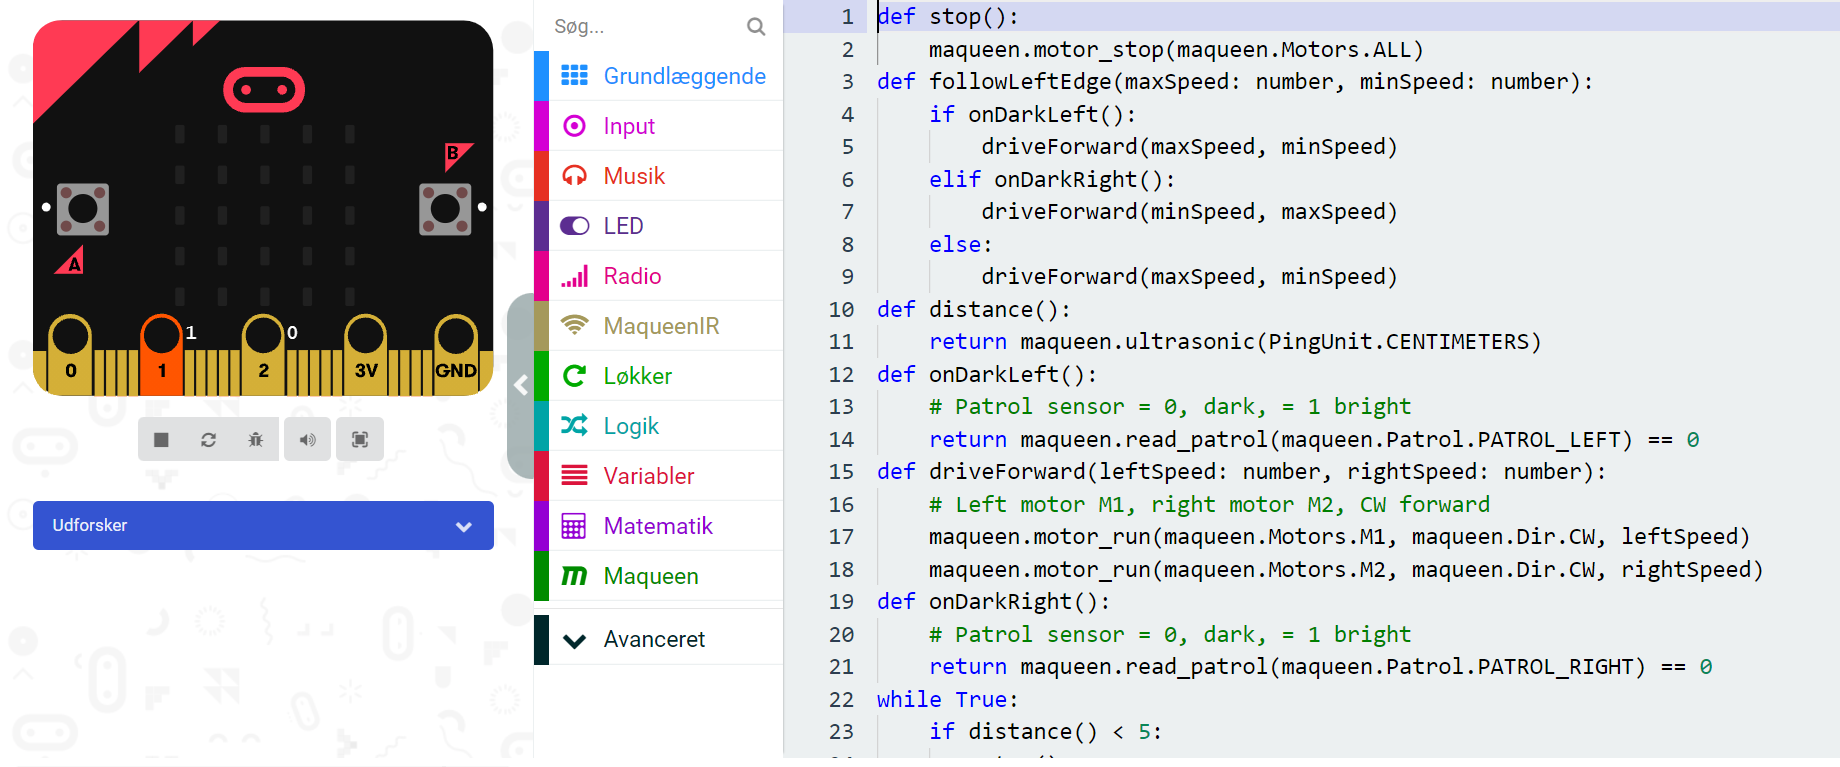 B
A
1
0
0
1
2
3V
GND
Udforsker
Søg...
Grundlæggende
Input
Musik
LED
Radio
MaqueenIR
Løkker
Logik
Variabler
Matematik
Maqueen
Avanceret
1 def stop():
2 maqueen.motor_stop(maqueen.Motors.ALL)
3 def followLeftEdge(maxSpeed: number, minSpeed: number):
4 if onDarkLeft():
5 driveForward(maxSpeed, minSpeed)
6 elif onDarkRight():
7 driveForward(minSpeed, maxSpeed)
8 else:
9 driveForward(maxSpeed, minSpeed)
10 def distance():
11 return maqueen.ultrasonic(PingUnit.CENTIMETERS)
12 def onDarkLeft():
13 # Patrol sensor = 0, dark, = 1 bright
14 return maqueen.read_patrol(maqueen.Patrol.PATROL_LEFT) == 0
15 def driveForward(leftSpeed: number, rightSpeed: number):
16 # Left motor M1, right motor M2, CW forward
17 maqueen.motor_run(maqueen.Motors.M1, maqueen.Dir.CW, leftSpeed)
18 maqueen.motor_run(maqueen.Motors.M2, maqueen.Dir.CW, rightSpeed)
19 def onDarkRight():
20 # Patrol sensor = 0, dark, = 1 bright
21 return maqueen.read_patrol(maqueen.Patrol.PATROL_RIGHT) == 0
22 while True:
23 if distance() < 5: